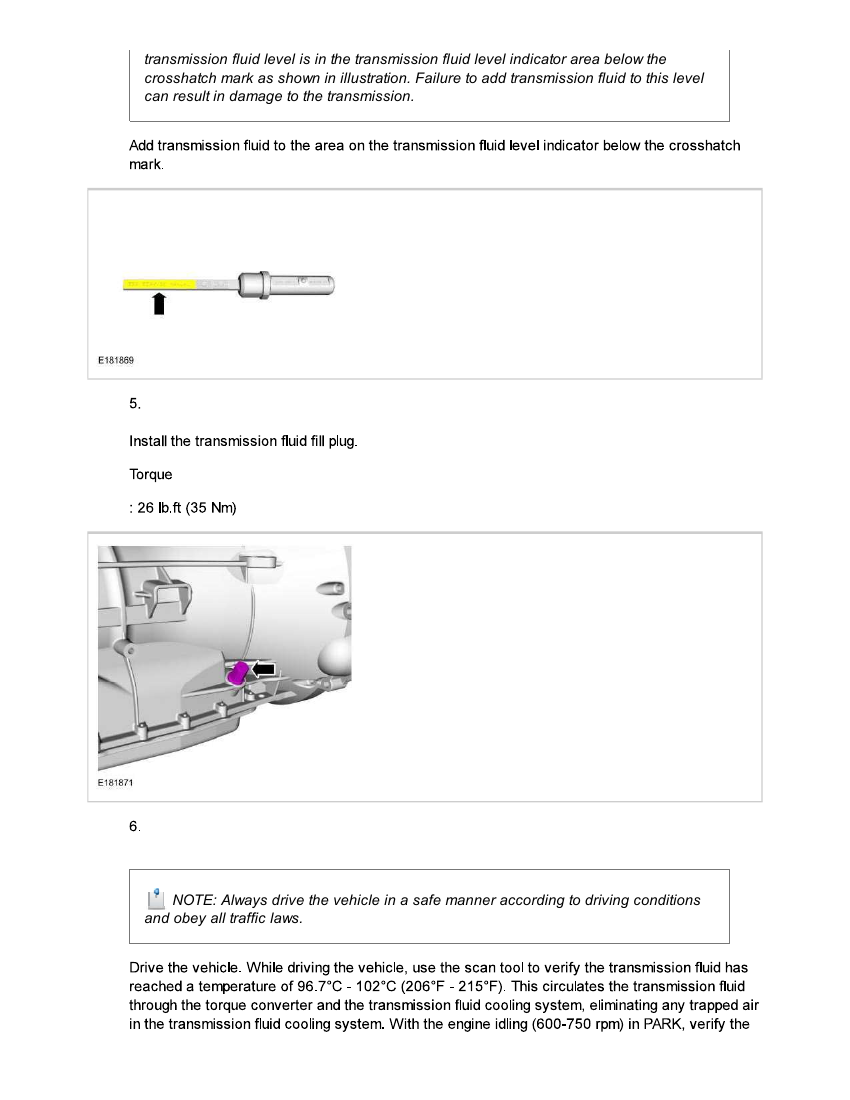 transmission fluid level is in the transmission fluid level indicator area below the
crosshatch mark as shown in illustration. Failure to add transmission fluid to this level
can result in damage to the transmission.
Add transmission fluid to the area on the transmission fluid level indicator below the crosshatch
mark.
E181869
5.
Install the transmission fluid fill plug.
Torque
: 26 lb.ft (35 Nm)
E181871
6.
NOTE: Always drive the vehicle in a safe manner according to driving conditions
and obey all traffic laws.
Drive the vehicle. While driving the vehicle, use the scan tool to verify the transmission fluid has
reached a temperature of 96.7°C - 102°C (206°F - 215°F). This circulates the transmission fluid
through the torque converter and the transmission fluid cooling system, eliminating any trapped air
in the transmission fluid cooling system. With the engine idling (600-750 rpm) in PARK, verify the